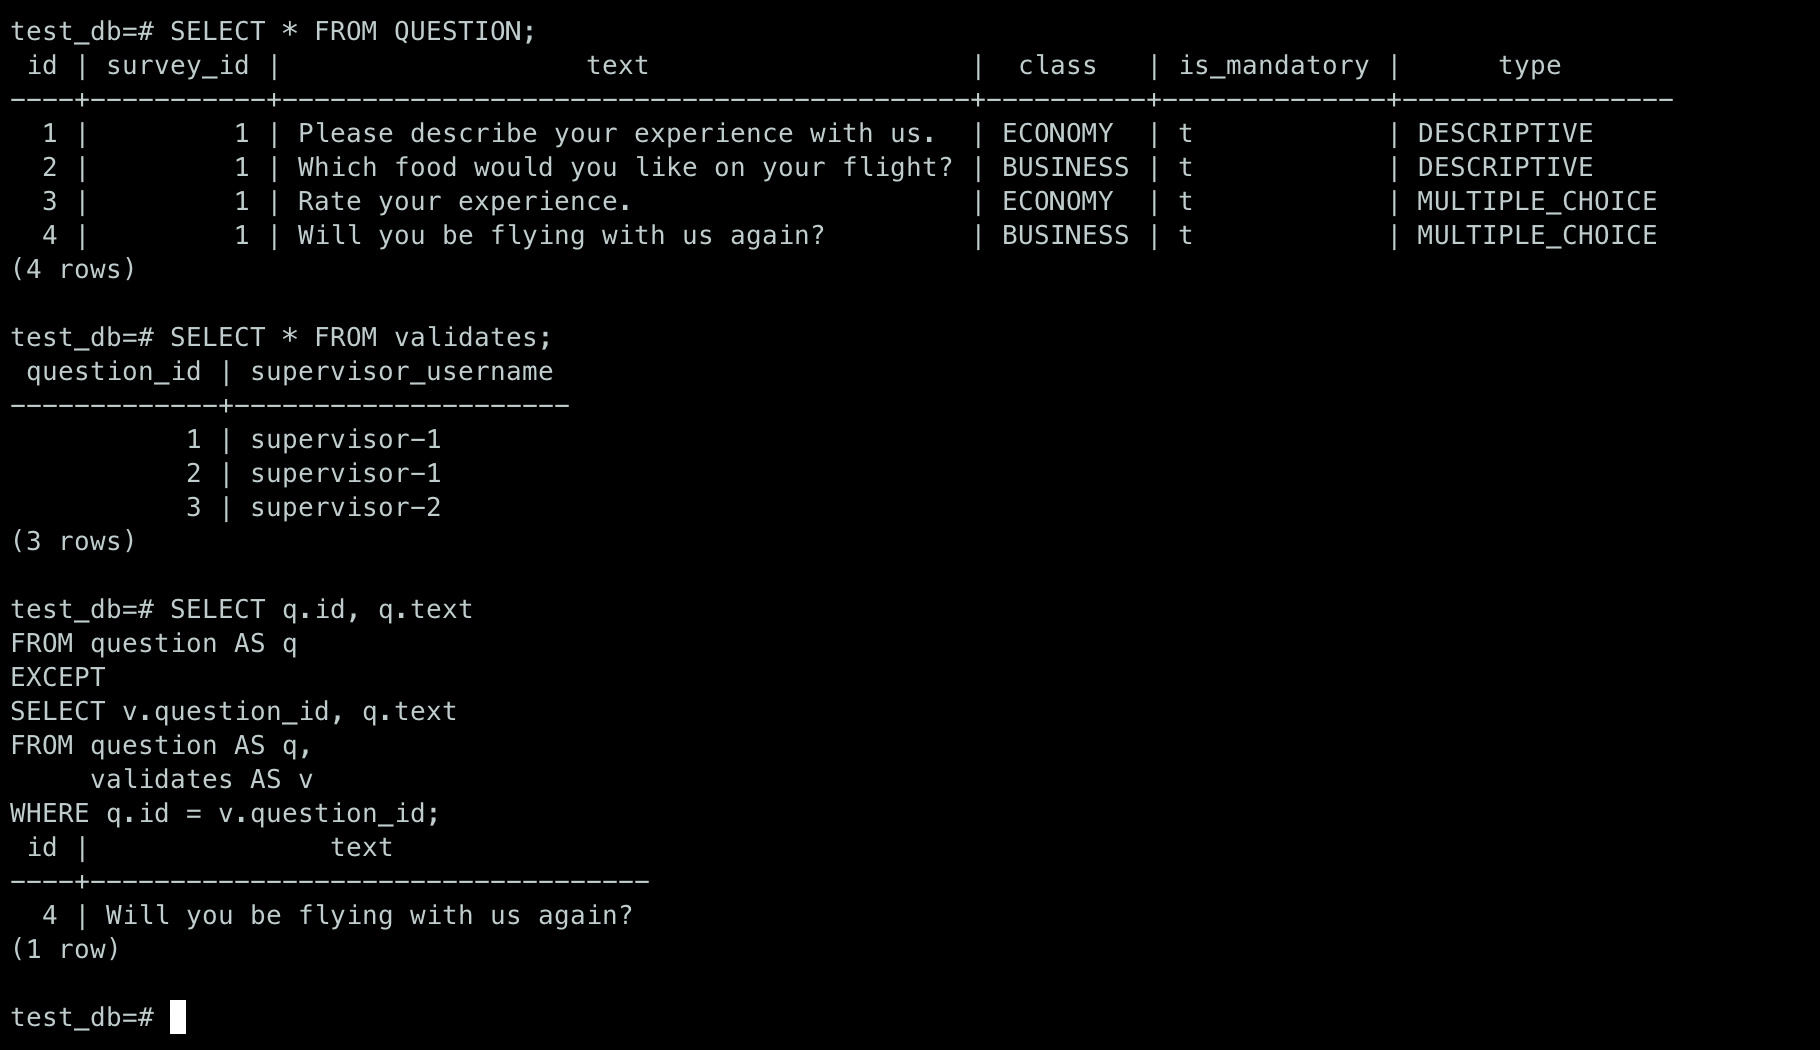 test_db=# SELECT * FROM QUESTION;
 id | survey_id |                   text                    |  class   | is_mandatory |      type
----+-----------+-------------------------------------------+----------+--------------+-----------------
  1 |         1 | Please describe your experience with us.  | ECONOMY  | t            | DESCRIPTIVE
  2 |         1 | Which food would you like on your flight? | BUSINESS | t            | DESCRIPTIVE
  3 |         1 | Rate your experience.                     | ECONOMY  | t            | MULTIPLE_CHOICE
  4 |         1 | Will you be flying with us again?         | BUSINESS | t            | MULTIPLE_CHOICE
(4 rows)

test_db=# SELECT * FROM validates;
 question_id | supervisor_username
-------------+---------------------
           1 | supervisor-1
           2 | supervisor-1
           3 | supervisor-2
(3 rows)

test_db=# SELECT q.id, q.text
FROM question AS q
EXCEPT
SELECT v.question_id, q.text
FROM question AS q,
     validates AS v
WHERE q.id = v.question_id;
 id |               text
----+-----------------------------------
  4 | Will you be flying with us again?
(1 row)

test_db=#